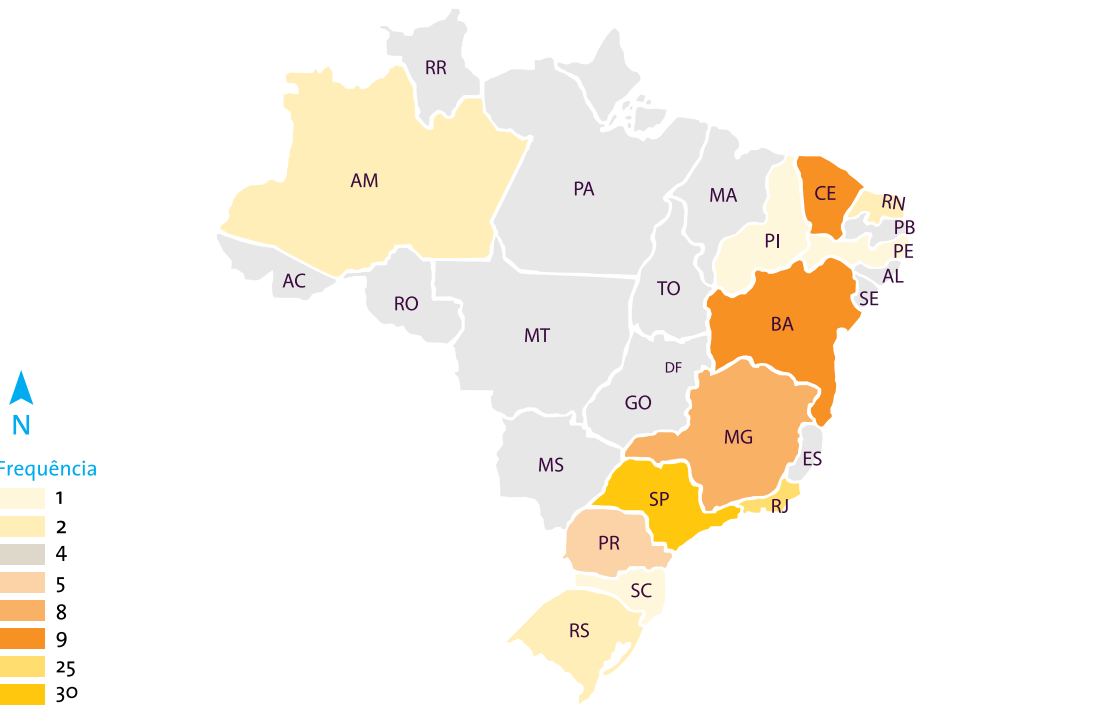 RR
AM
PA
MA
CE
RN
PB
PI
PE
AL
AC
TO
SE
RO
BA
MT
DF
GO
MG
ES
MS
SP
RJ
PR
SC
RS
N
Frequência
1
2
4
5
8
9
25
30